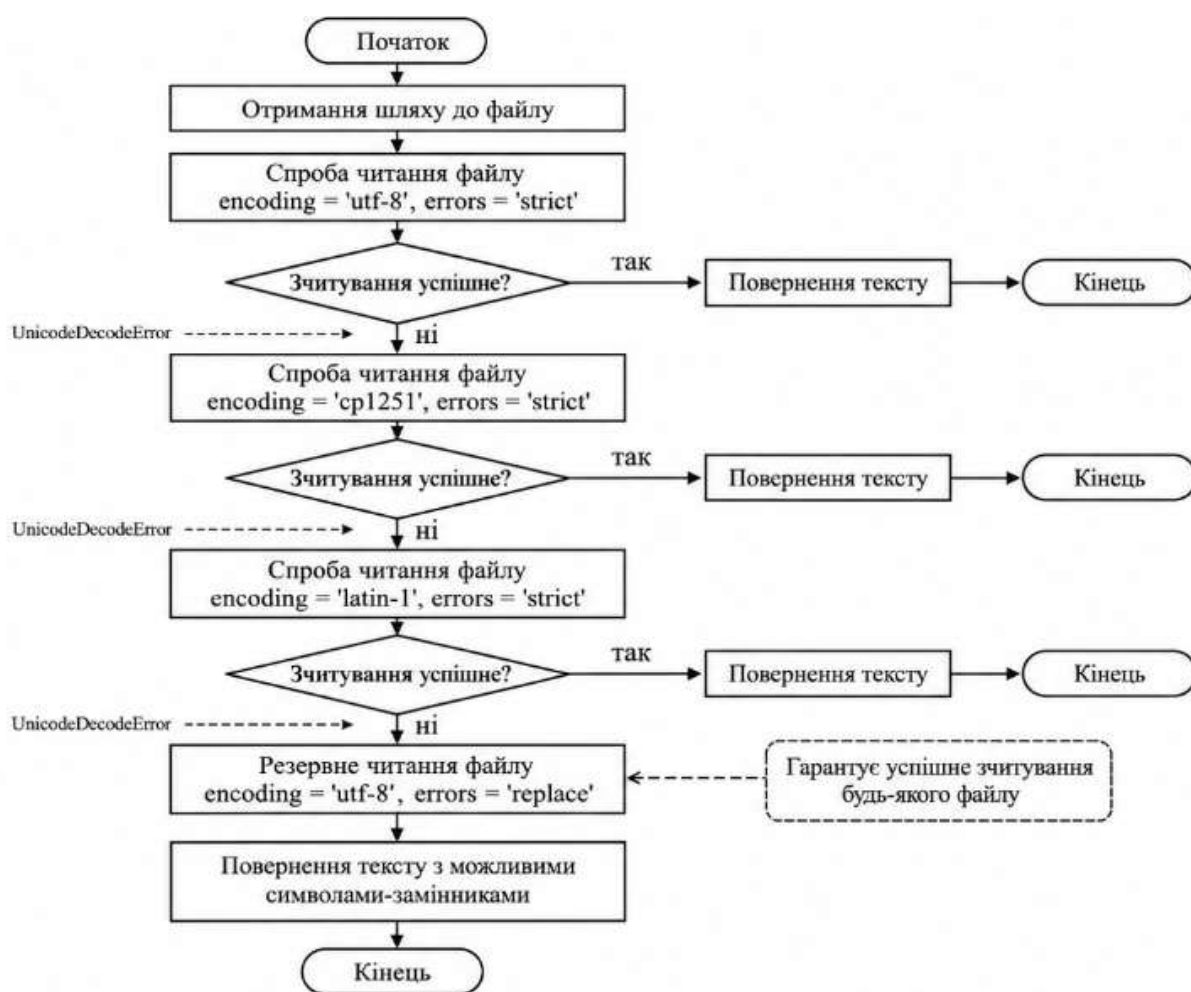 Початок
Отримання шляху до файлу
Спроба читання файлу
encoding = 'utf-8', errors = 'strict'
Зчитування успішне?
так
Повернення тексту
Кінець
UnicodeDecodeError
ні
Спроба читання файлу
encoding = 'cp1251', errors = 'strict'
Зчитування успішне?
так
Повернення тексту
Кінець
UnicodeDecodeError
ні
Спроба читання файлу
encoding = 'latin-1', errors = 'strict'
Зчитування успішне?
так
Повернення тексту
Кінець
UnicodeDecodeError
ні
Резервне читання файлу
encoding = 'utf-8', errors = 'replace'
Гарантує успішне зчитування
будь-якого файлу
Повернення тексту з можливими
символами-замінниками
Кінець